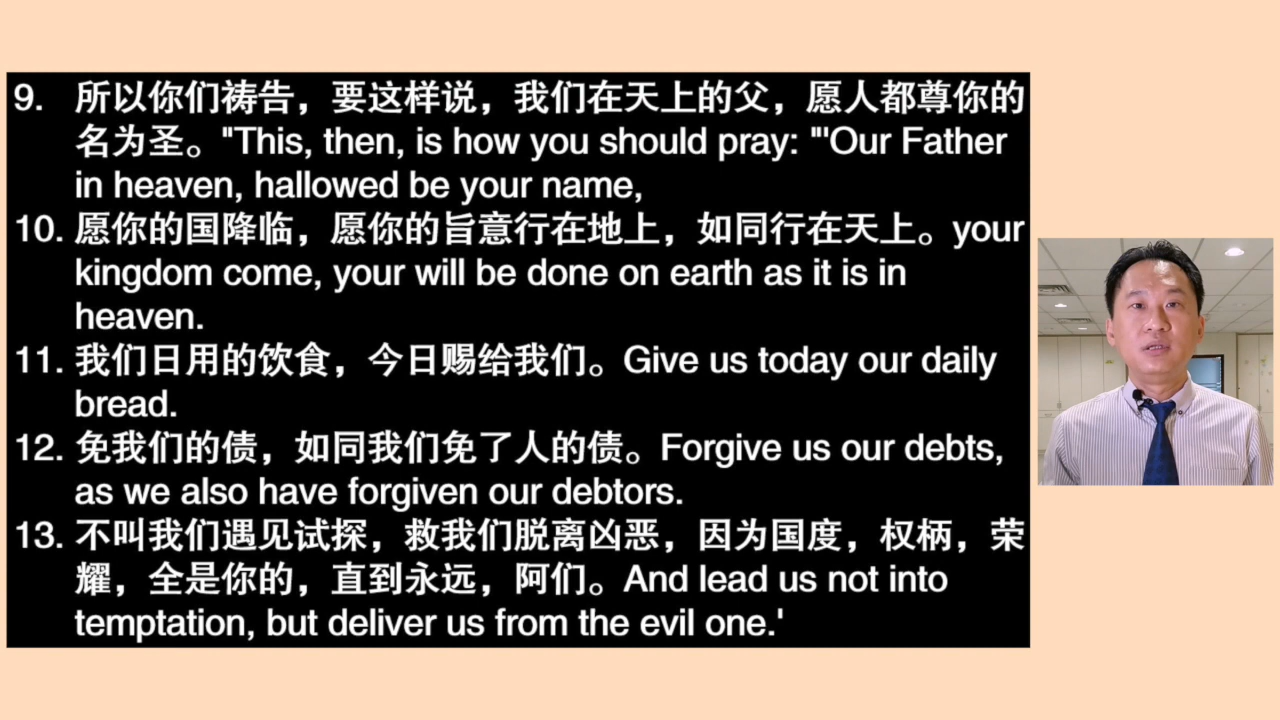 9. 所以你们祷告，要这样说，我们在天上的父，愿人都尊你的
名为圣。"This, then, is how you should pray: "'Our Father
in heaven, hallowed be your name,
10. 愿你的国降临，愿你的旨意行在地上，如同行在天上。your
kingdom come, your will be done on earth as it is in
heaven.
11. 我们日用的饮食，今日赐给我们。Give us today our daily
bread.
12. 免我们的债，如同我们免了人的债。Forgive us our debts,
as we also have forgiven our debtors.
13. 不叫我们遇见试探，救我们脱离凶恶，因为国度，权柄，荣
耀，全是你的，直到永远，阿们。And lead us not into
temptation, but deliver us from the evil one.'